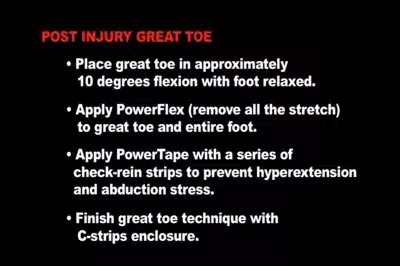 POST INJURY GREAT TOE
• Place great toe in approximately
10 degrees flexion with foot relaxed.
• Apply PowerFlex (remove all the stretch)
to great toe and entire foot.
• Apply PowerTape with a series of
check-rein strips to prevent hyperextension
and abduction stress.
• Finish great toe technique with
C-strips enclosure.